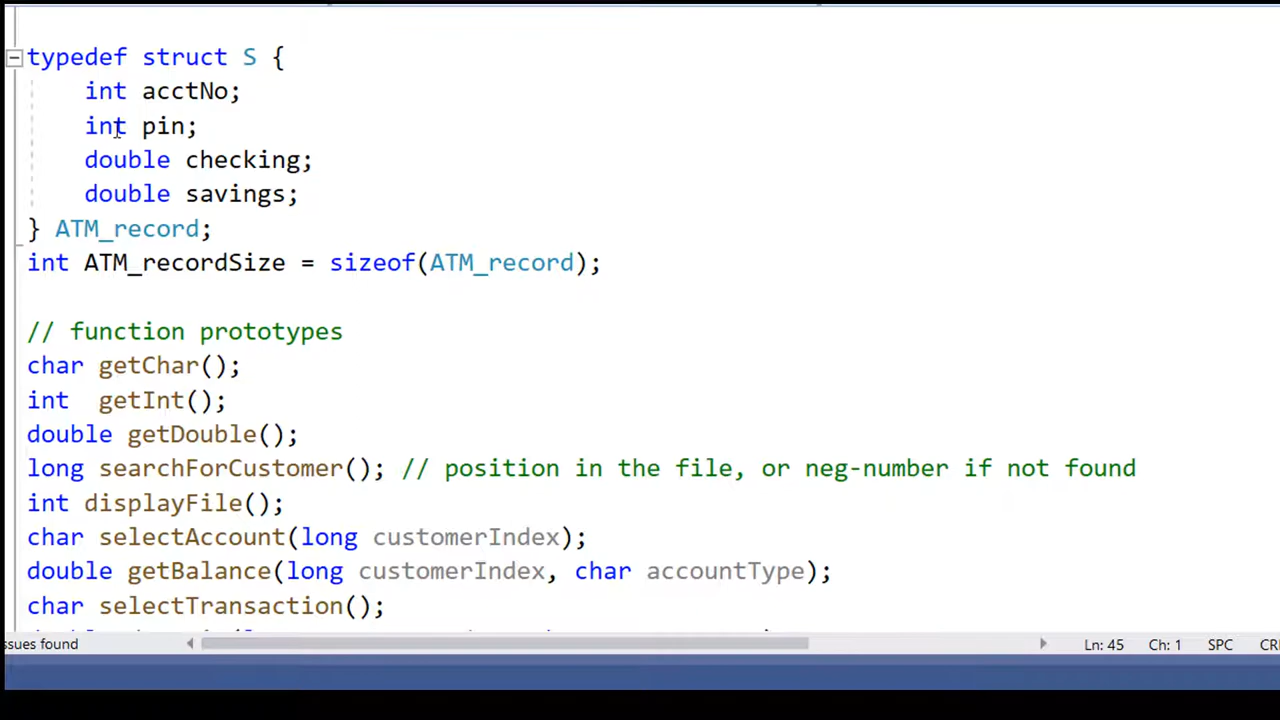 typedef struct S {
int acctNo;
int pin;
double checking;
double savings;
} ATM_record;
int ATM_recordSize = sizeof(ATM_record);
// function prototypes
char getChar();
int  getInt();
double getDouble();
long searchForCustomer(); // position in the file, or neg-number if not found
int displayFile();
char selectAccount(long customerIndex);
double getBalance(long customerIndex, char accountType);
char selectTransaction();
ssues found
Ln: 45 Ch: 1 SPC